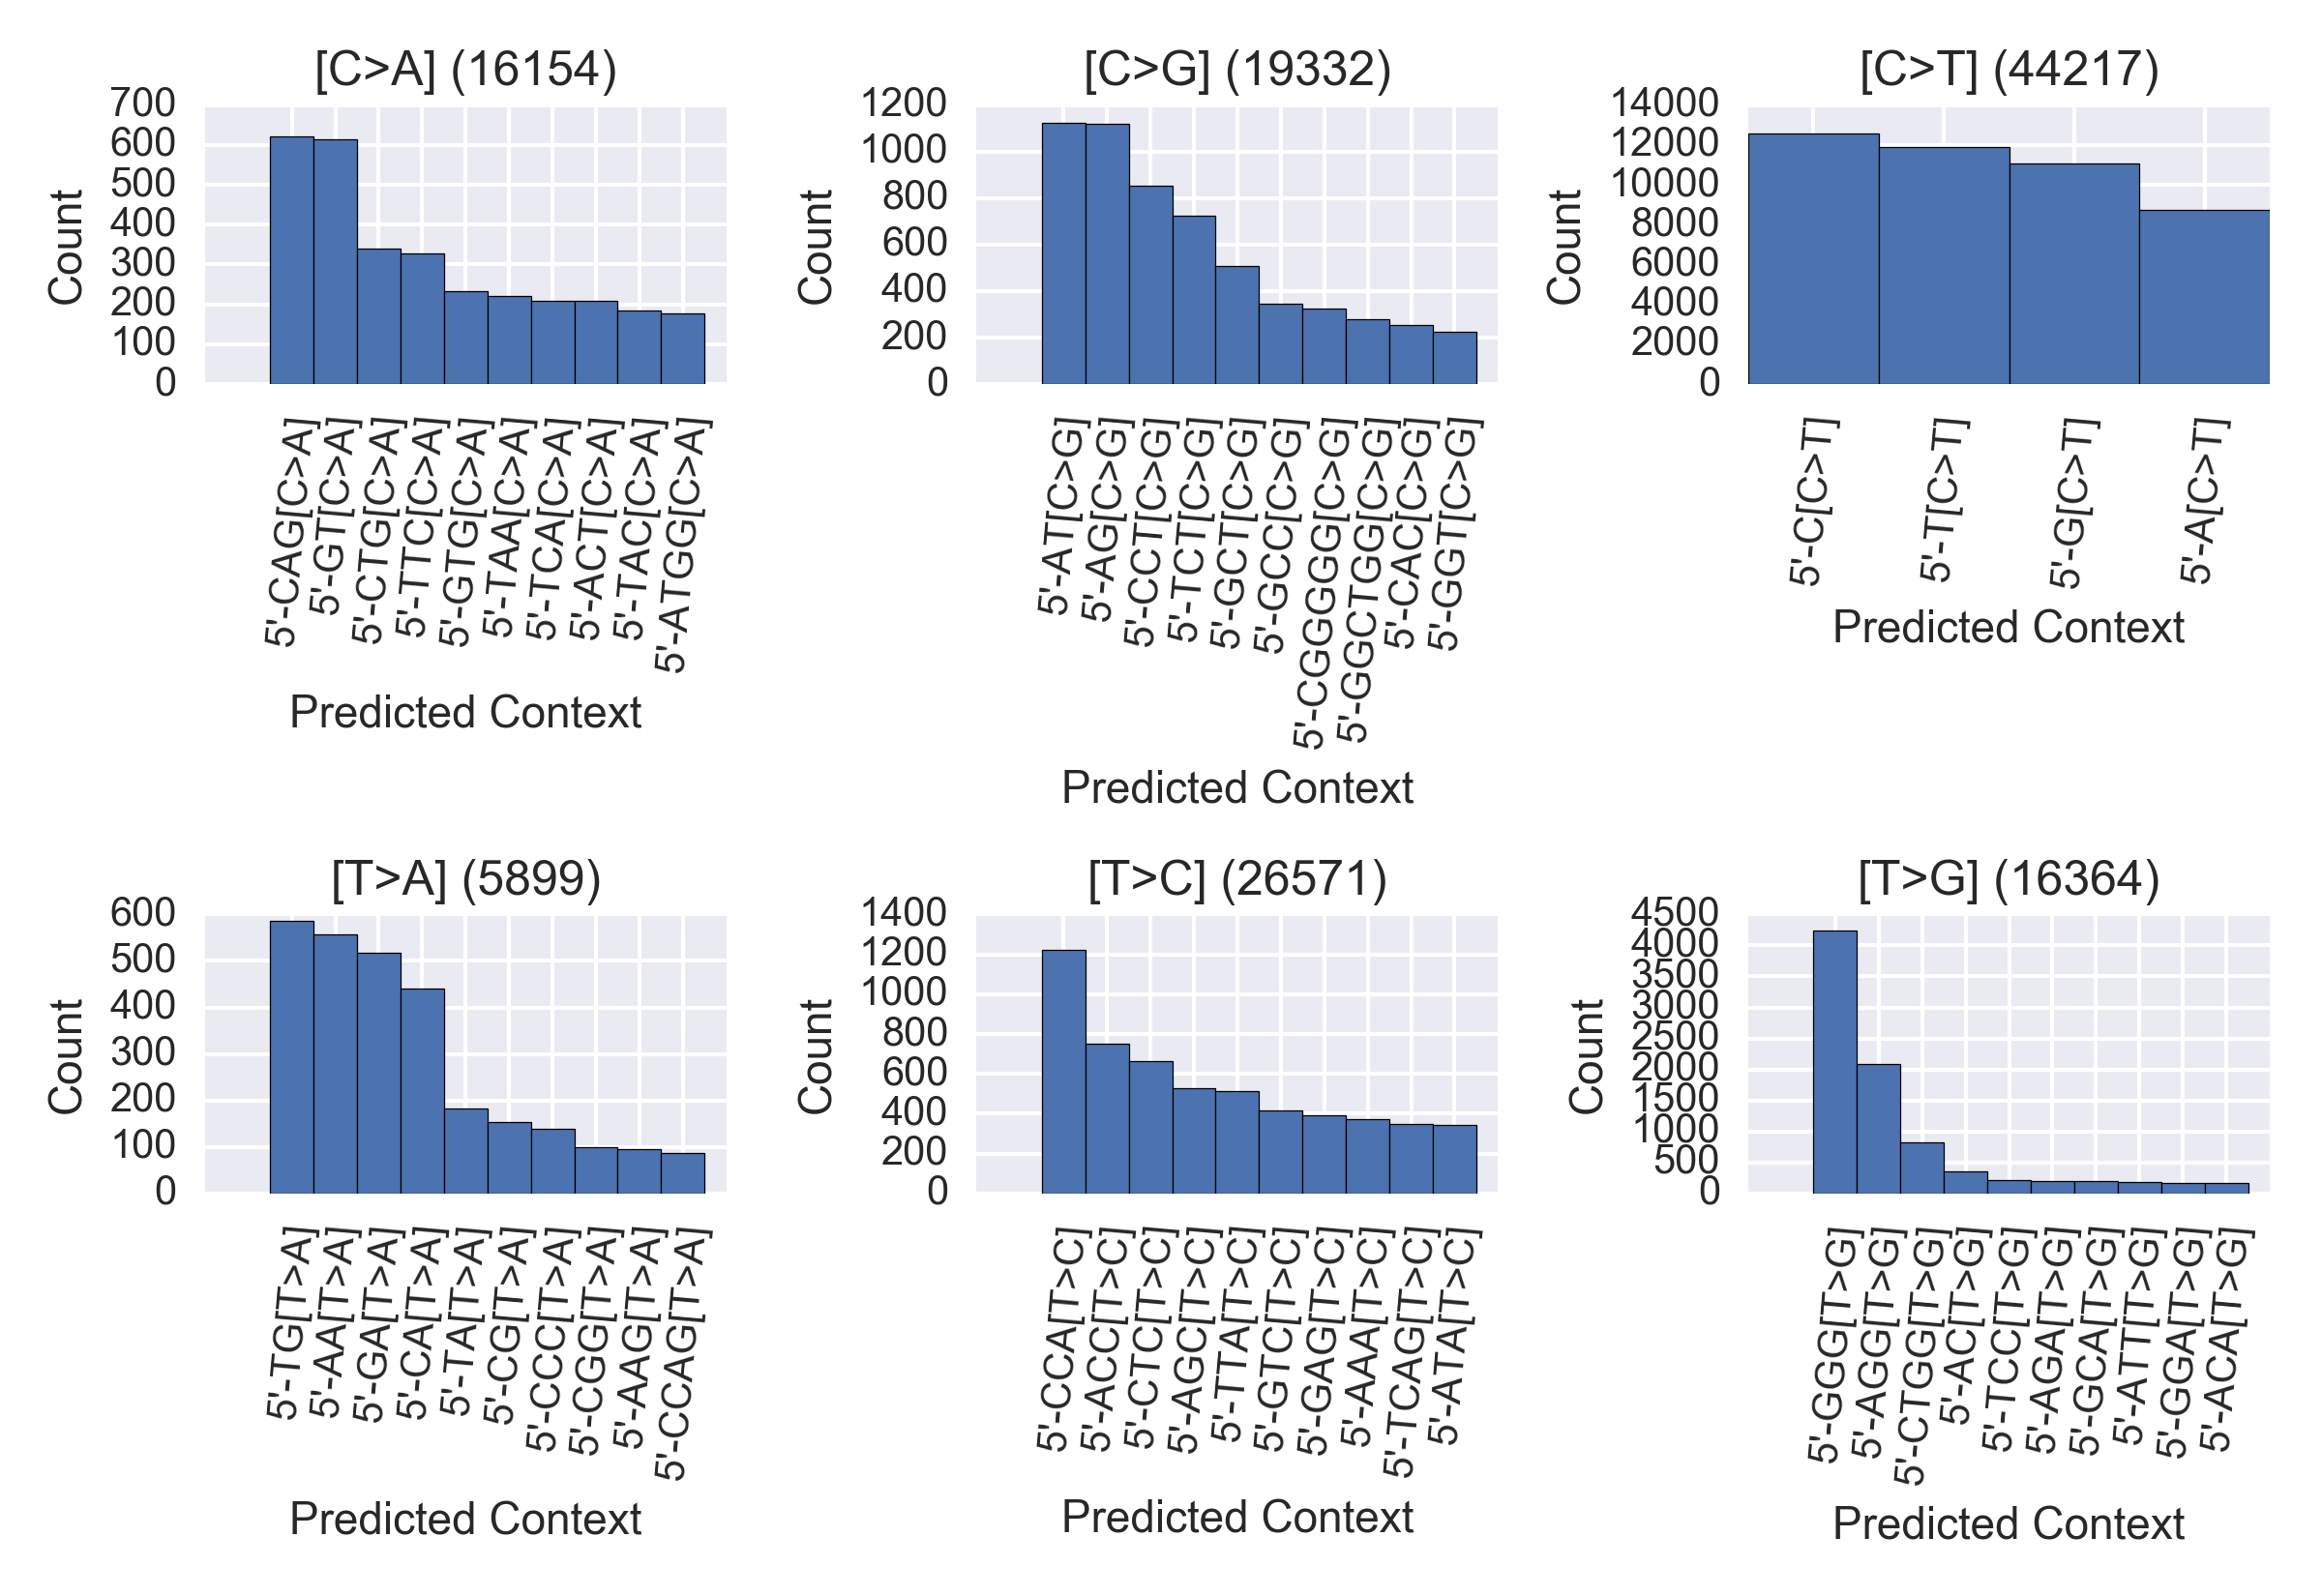 [C>A] (16154)
700
600
500
400
300
200
100
0
Count
5'-CAG[C>A]
5'-GT[C>A]
5'-CTG[C>A]
5'-TTC[C>A]
5'-GTG[C>A]
5'-TAA[C>A]
5'-TCA[C>A]
5'-ACT[C>A]
5'-TAC[C>A]
5'-ATGG[C>A]
Predicted Context
[C>G] (19332)
1200
1000
800
600
400
200
0
Count
5'-AT[C>G]
5'-AG[C>G]
5'-CCT[C>G]
5'-TCT[C>G]
5'-GCT[C>G]
5'-GCC[C>G]
5'-CGGGGG[C>G]
5'-GGCTGG[C>G]
5'-CAC[C>G]
5'-GGT[C>G]
Predicted Context
[C>T] (44217)
14000
12000
10000
8000
6000
4000
2000
0
Count
5'-C[C>T]
5'-T[C>T]
5'-G[C>T]
5'-A[C>T]
Predicted Context
[T>A] (5899)
600
500
400
300
200
100
0
Count
5'-TG[T>A]
5'-AA[T>A]
5'-GA[T>A]
5'-CA[T>A]
5'-TA[T>A]
5'-CG[T>A]
5'-CCC[T>A]
5'-CGG[T>A]
5'-AAG[T>A]
5'-CCAG[T>A]
Predicted Context
[T>C] (26571)
1400
1200
1000
800
600
400
200
0
Count
5'-CCA[T>C]
5'-ACC[T>C]
5'-CTC[T>C]
5'-AGC[T>C]
5'-TTA[T>C]
5'-GTC[T>C]
5'-GAG[T>C]
5'-AAA[T>C]
5'-TCAG[T>C]
5'-ATA[T>C]
Predicted Context
[T>G] (16364)
4500
4000
3500
3000
2500
2000
1500
1000
500
0
Count
5'-GGG[T>G]
5'-AGG[T>G]
5'-CTGG[T>G]
5'-AC[T>G]
5'-TCC[T>G]
5'-AGA[T>G]
5'-GCA[T>G]
5'-ATT[T>G]
5'-GGA[T>G]
5'-ACA[T>G]
Predicted Context